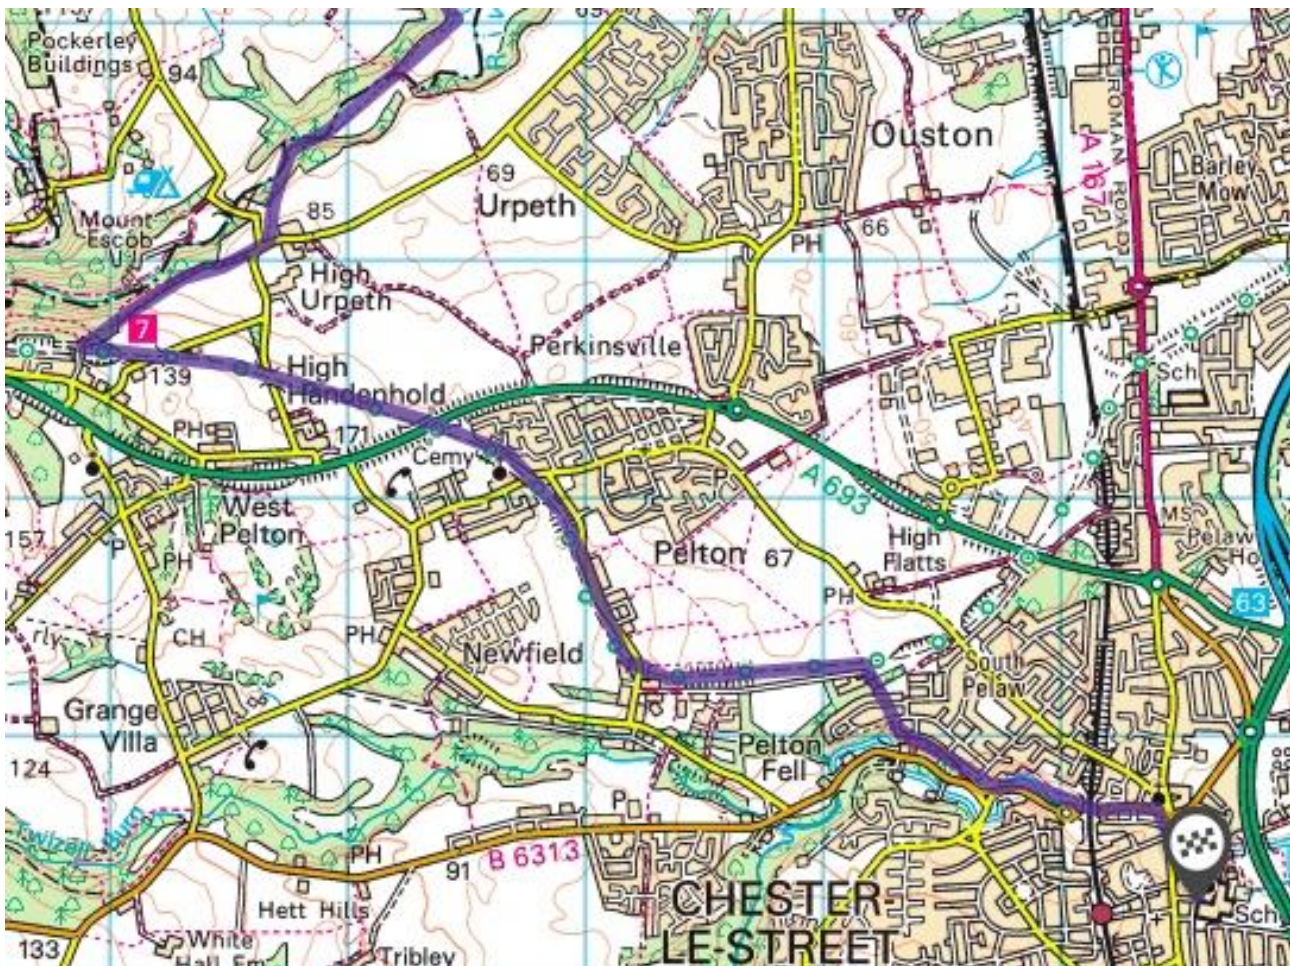 Pockerley
Buildings
94
69
Ouston
A 167
ROMAN ROAD
Barley
Mow
69
Urpeth
85
Mount
Escob
PH
66
P
High
Urpeth
7
Perkinsville
High
Handenhold
139
Sch
PH
171
Cemy
P
A 693
West
Pelton
157
P
PH
MS
Pelaw
Ho
High
Flatts
Pelton
67
PH
63
rly
CH
PH
Newfield
South
Pelaw
Grange
Villa
124
Pelton
Fell
Twizell Burn
P
PH
91
B 6313
CHESTER-
LE-STREET
Hett Hills
Sch
133
White
Hall Fm
Tribley